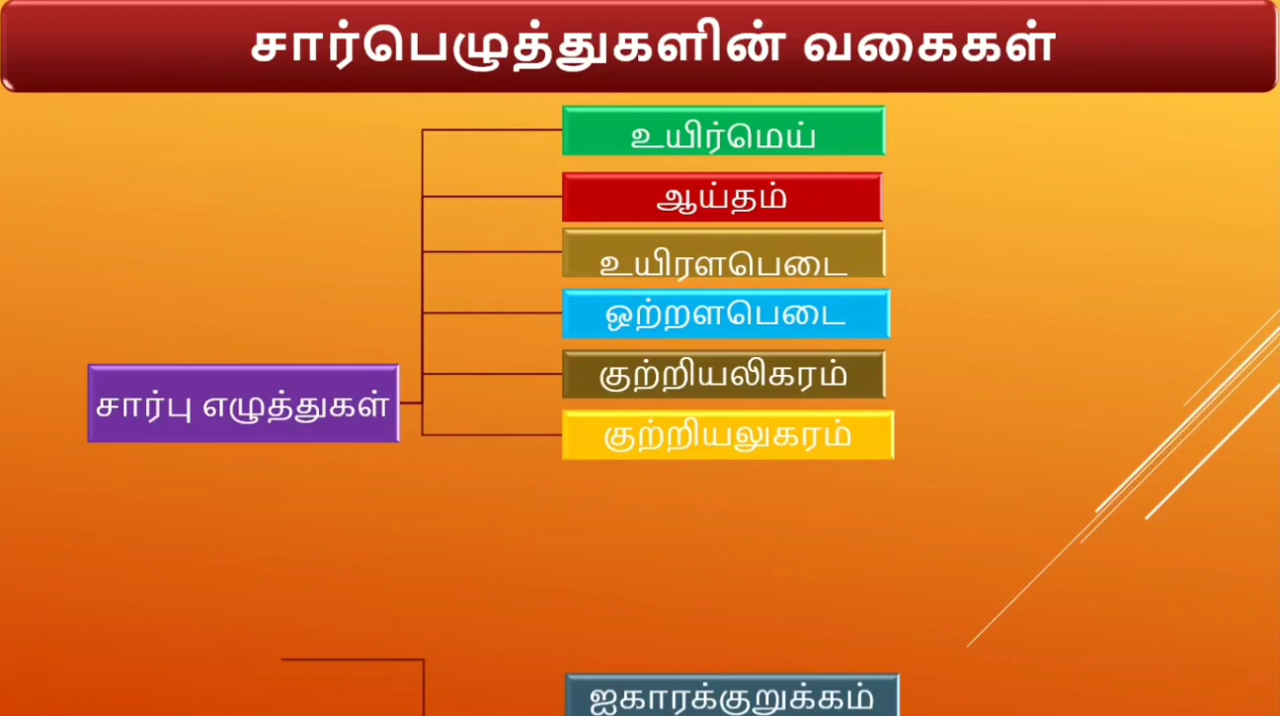 சார்பெழுத்துகளின் வகைகள்
உயிர்மெய்
ஆய்தம்
உயிரளபெடை
ஒற்றளபெடை
குற்றியலிகரம்
சார்பு எழுத்துகள்
குற்றியலுகரம்
ஐகாரக்குறுக்கம்